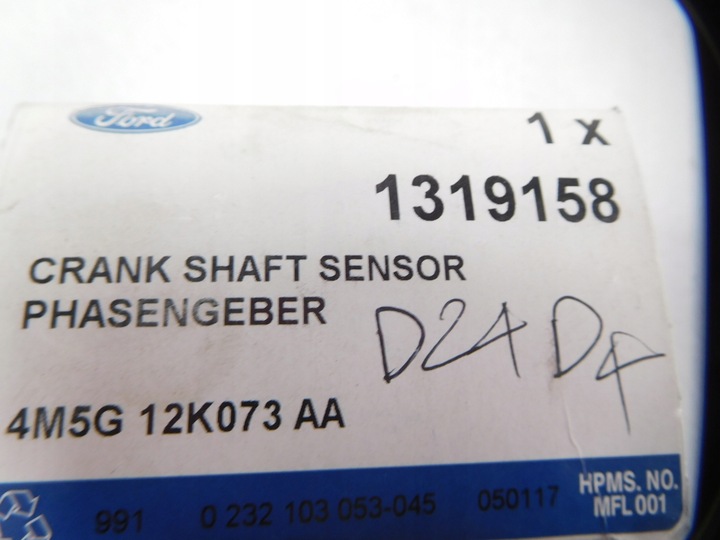 Ford
1 x
1319158
CRANK SHAFT SENSOR
PHASENGEBER
D24 D4
4M5G 12K073 AA
991 0 232 103 053-045 050117
HPMS. NO.
MFL 001